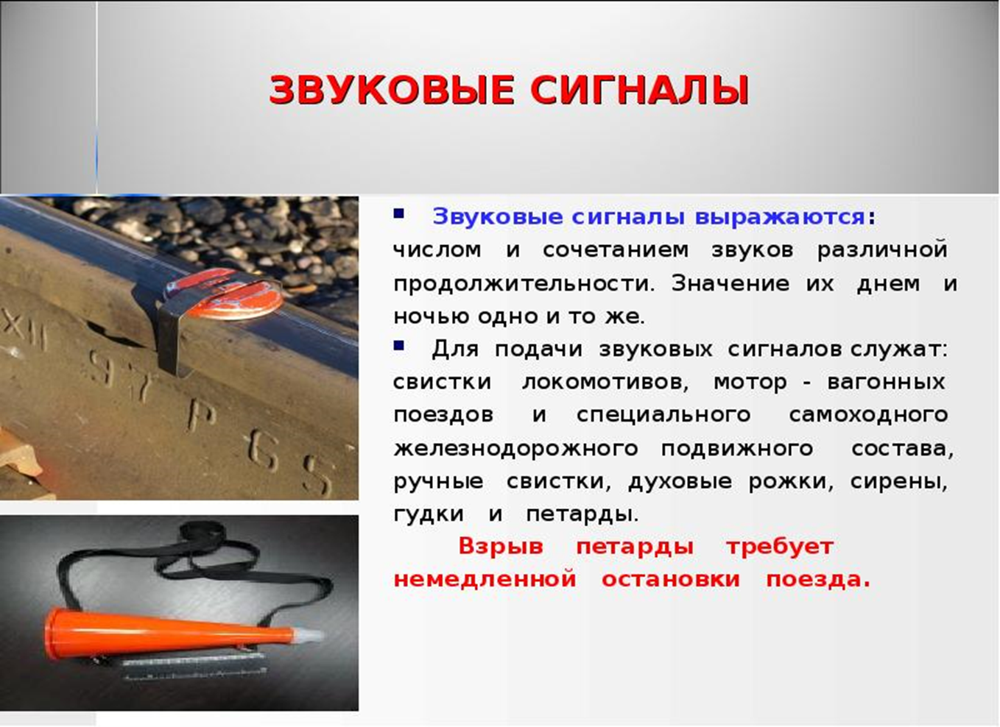 ЗВУКОВЫЕ СИГНАЛЫ
Звуковые сигналы выражаются:
числом и сочетанием звуков различной
продолжительности. Значение их днем и
ночью одно и то же.
Для подачи звуковых сигналов служат:
свистки локомотивов, мотор - вагонных
поездов и специального самоходного
железнодорожного подвижного состава,
ручные свистки, духовые рожки, сирены,
гудки и петарды.
Взрыв петарды требует
немедленной остановки поезда.
XII 97 P 65